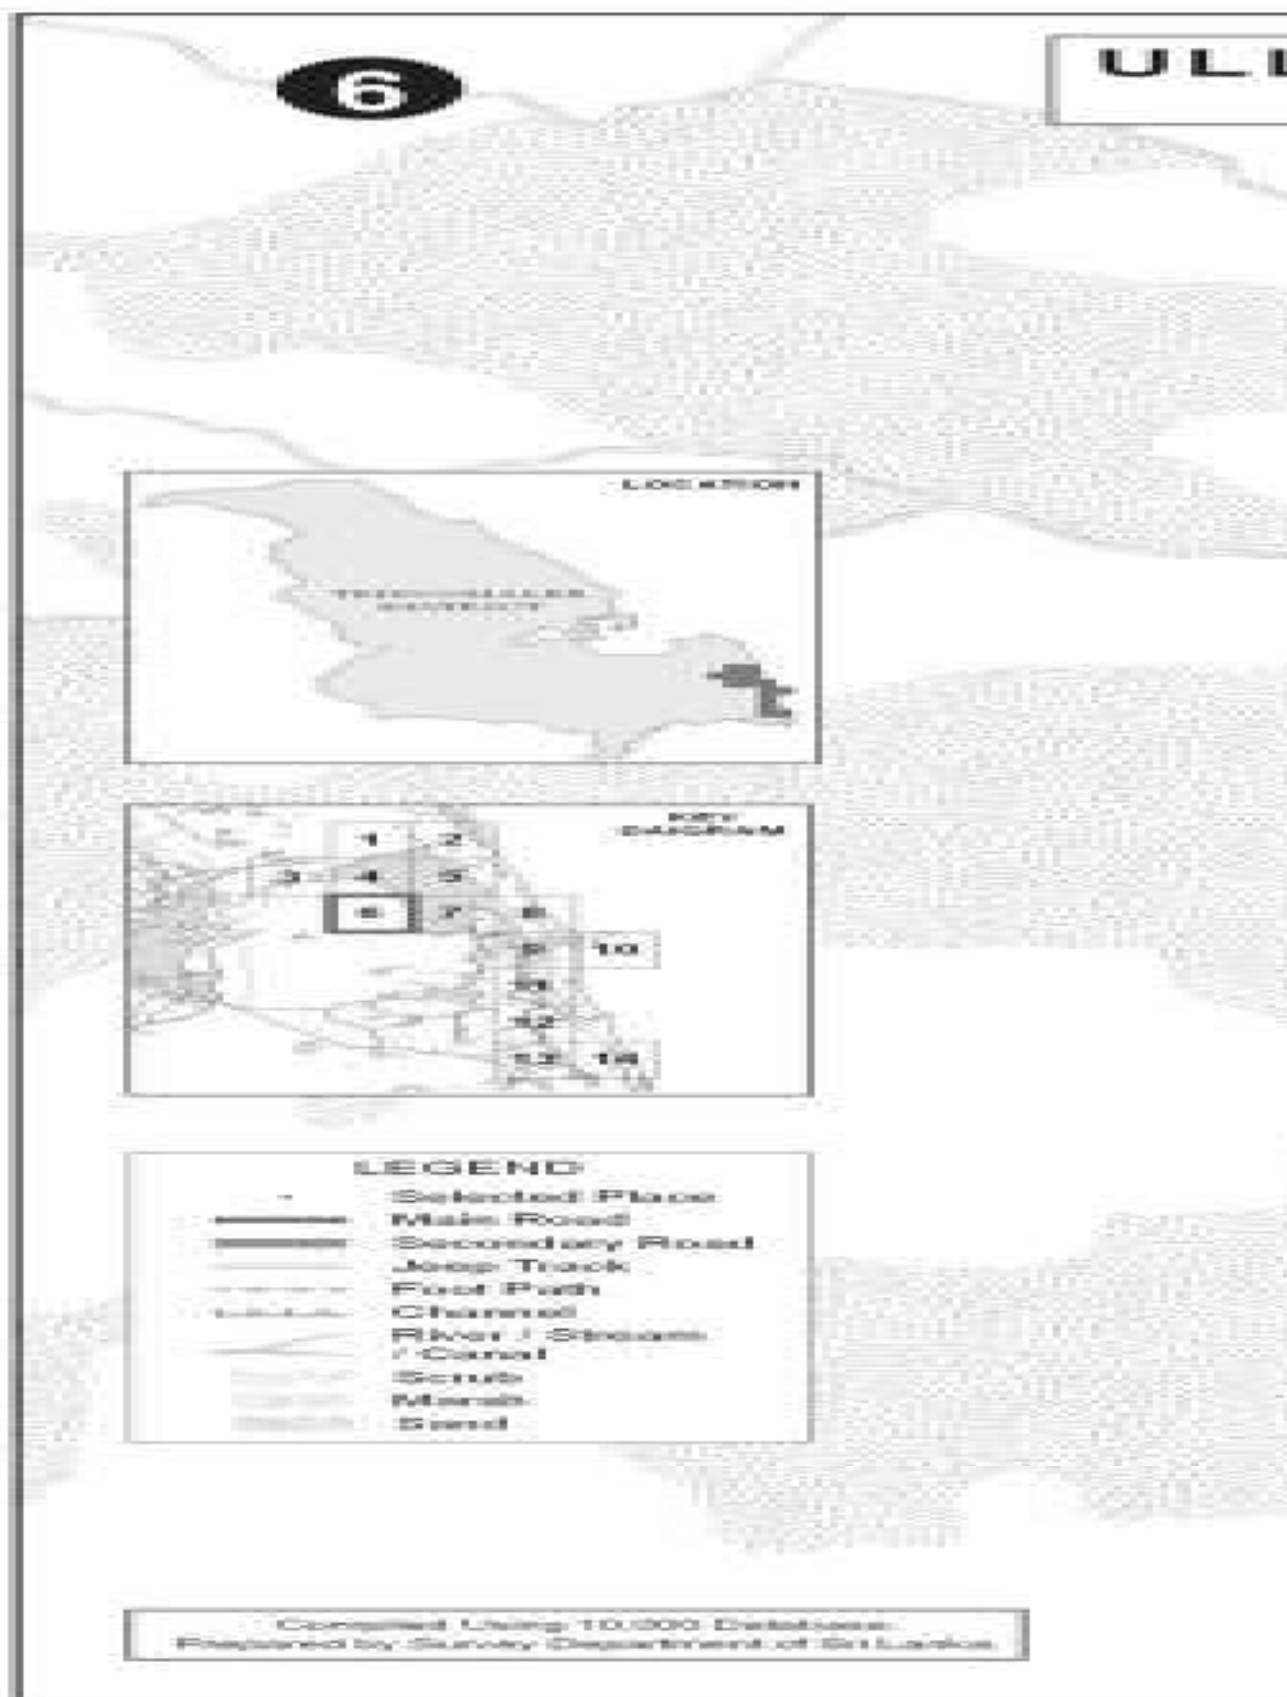 6
ULL
LOCATION
TRINCOMALEE
DISTRICT
KEY
DAIGRAM
1 2
3 4 5
6 7 8
9 10
11
12
13 14
LEGEND
Selected Place
Main Road
Secondary Road
Jeep Track
Foot Path
Channel
River / Stream
/ Canal
Scrub
Marsh
Sand
Compiled Using 10,000 Database.
Prepared by Survey Department of Sri Lanka.